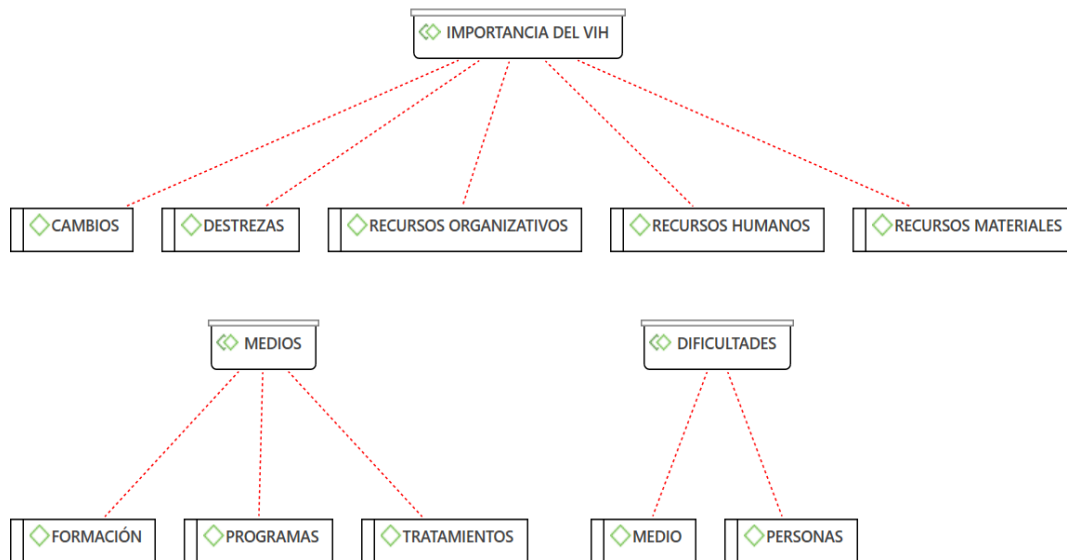 IMPORTANCIA DEL VIH
CAMBIOS
DESTREZAS
RECURSOS ORGANIZATIVOS
RECURSOS HUMANOS
RECURSOS MATERIALES
MEDIOS
DIFICULTADES
FORMACIÓN
PROGRAMAS
TRATAMIENTOS
MEDIO
PERSONAS